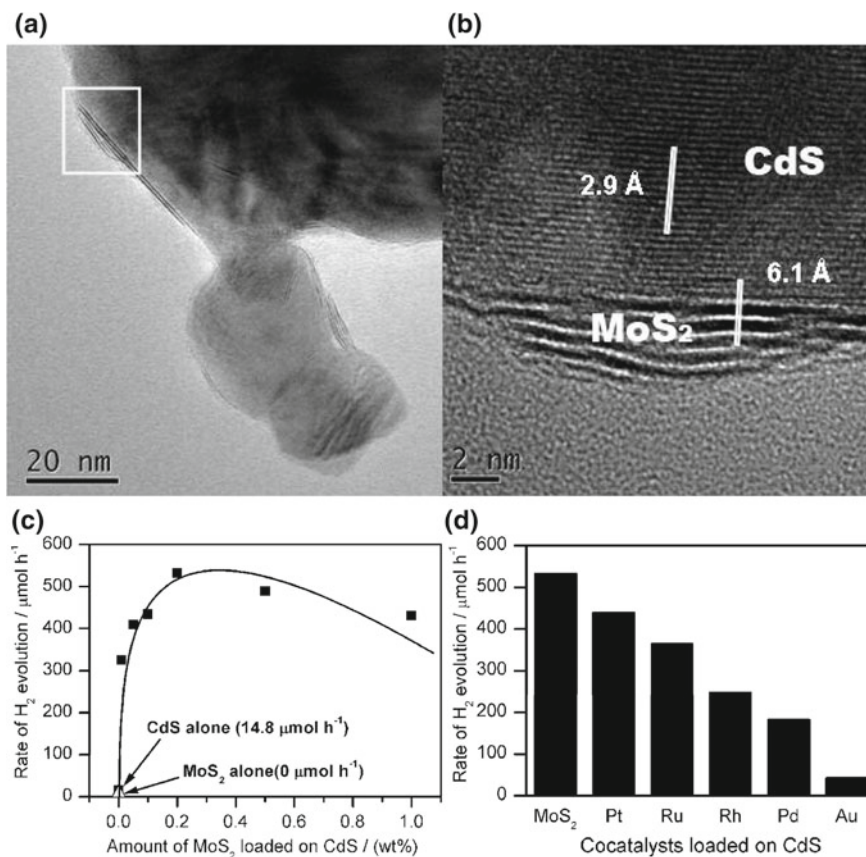 (a)
20 nm
(b)
CdS
2.9 Å
6.1 Å
MoS₂
2 nm
(c)
Rate of H₂ evolution / μmol h⁻¹
600
500
400
300
200
100
0
CdS alone (14.8 μmol h⁻¹)
MoS₂ alone(0 μmol h⁻¹)
0.0 0.2 0.4 0.6 0.8 1.0
Amount of MoS₂ loaded on CdS / (wt%)
(d)
Rate of H₂ evolution / μmol h⁻¹
600
500
400
300
200
100
0
MoS₂ Pt Ru Rh Pd Au
Cocatalysts loaded on CdS